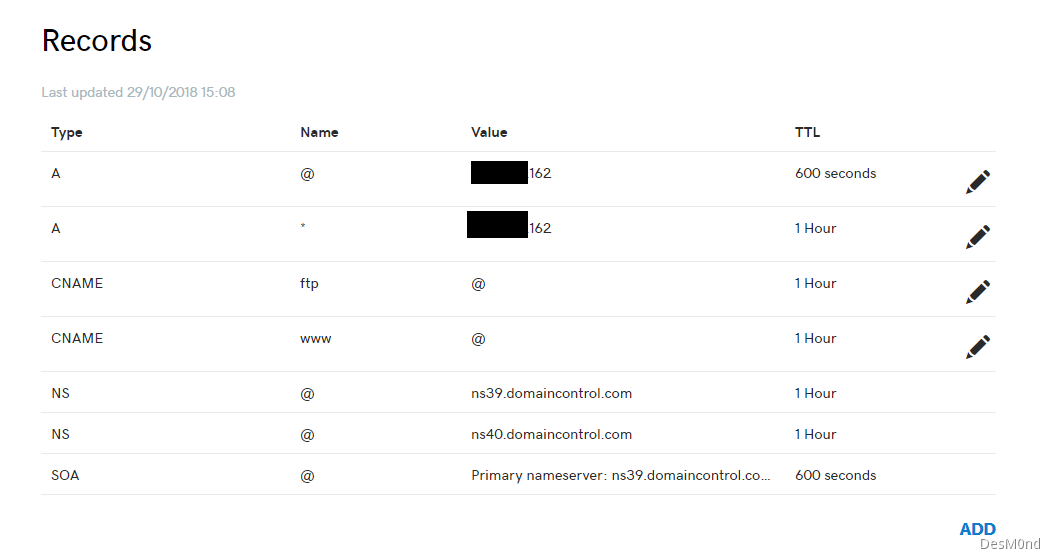 Records
Last updated 29/10/2018 15:08
Type Name Value TTL
A @ .162 600 seconds
A * .162 1 Hour
CNAME ftp @ 1 Hour
CNAME www @ 1 Hour
NS @ ns39.domaincontrol.com 1 Hour
NS @ ns40.domaincontrol.com 1 Hour
SOA @ Primary nameserver: ns39.domaincontrol.co... 600 seconds
ADD
DesM0nd